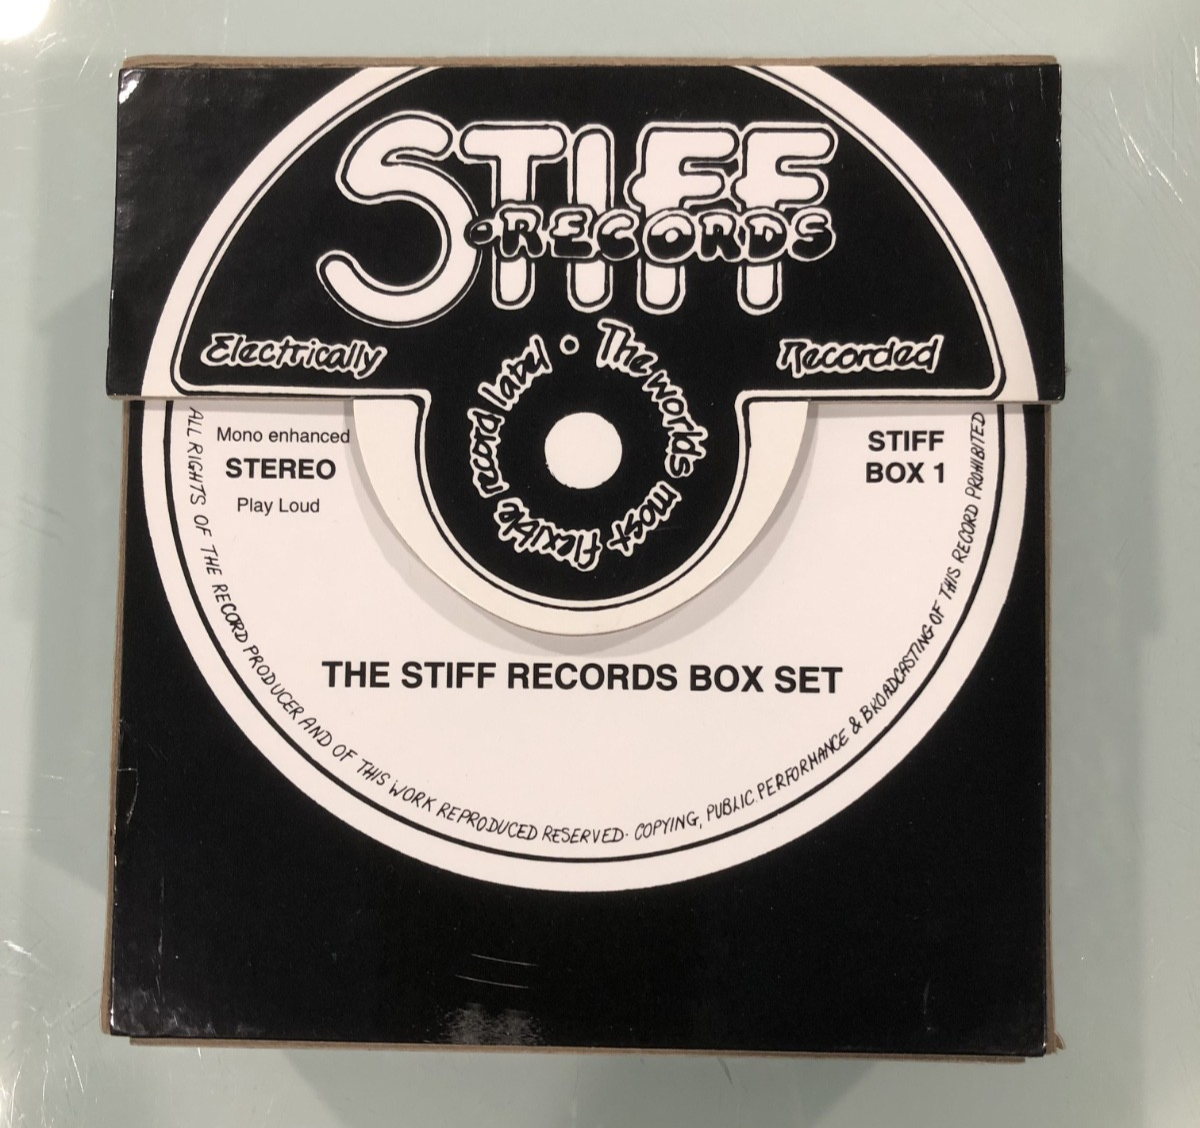 STIFF
RECORDS
Electrically
Recorded
The worlds most flexible record label
Mono enhanced
STEREO
Play Loud
STIFF
BOX 1
THE STIFF RECORDS BOX SET
ALL RIGHTS OF THE RECORD PRODUCER AND OF THIS WORK REPRODUCED RESERVED· COPYING, PUBLIC PERFORMANCE & BROADCASTING OF THIS RECORD PROHIBITED